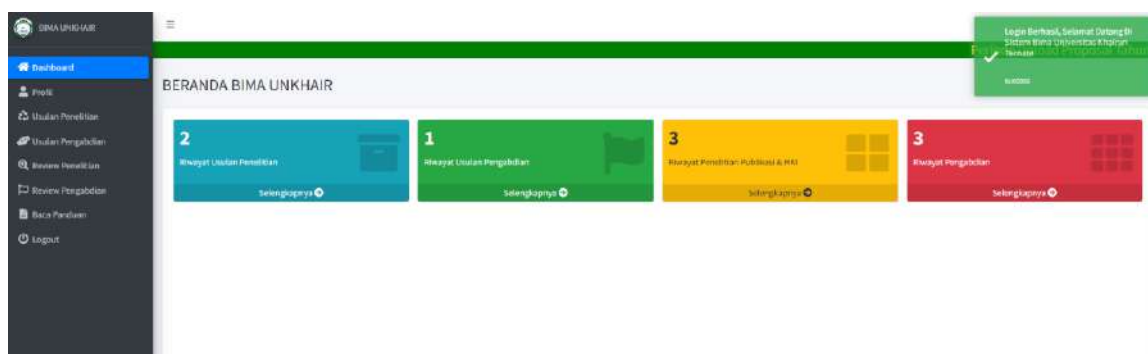 BIMA UNKHAIR
Dashboard
Profil
Usulan Penelitian
Usulan Pengabdian
Review Penelitian
Review Pengabdian
Baca Panduan
Logout
Login Berhasil, Selamat Datang Di
Sistem Bima Universitas Khairun
Ternate
BERANDA BIMA UNKHAIR
2
Riwayat Usulan Penelitian
Selengkapnya
1
Riwayat Usulan Pengabdian
Selengkapnya
3
Riwayat Penelitian Publikasi & HKI
Selengkapnya
3
Riwayat Pengabdian
Selengkapnya